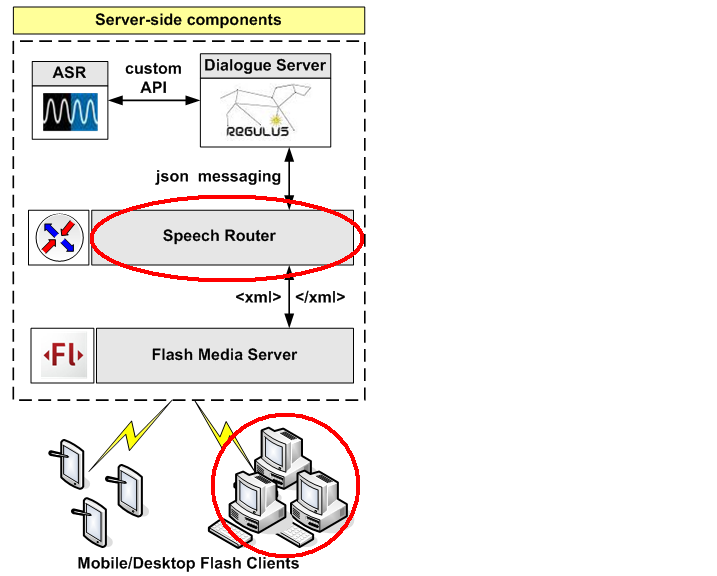 Server-side components
ASR
custom
API
Dialogue Server
REGULUS
json messaging
Speech Router
<xml> </xml>
Fl
Flash Media Server
Mobile/Desktop Flash Clients